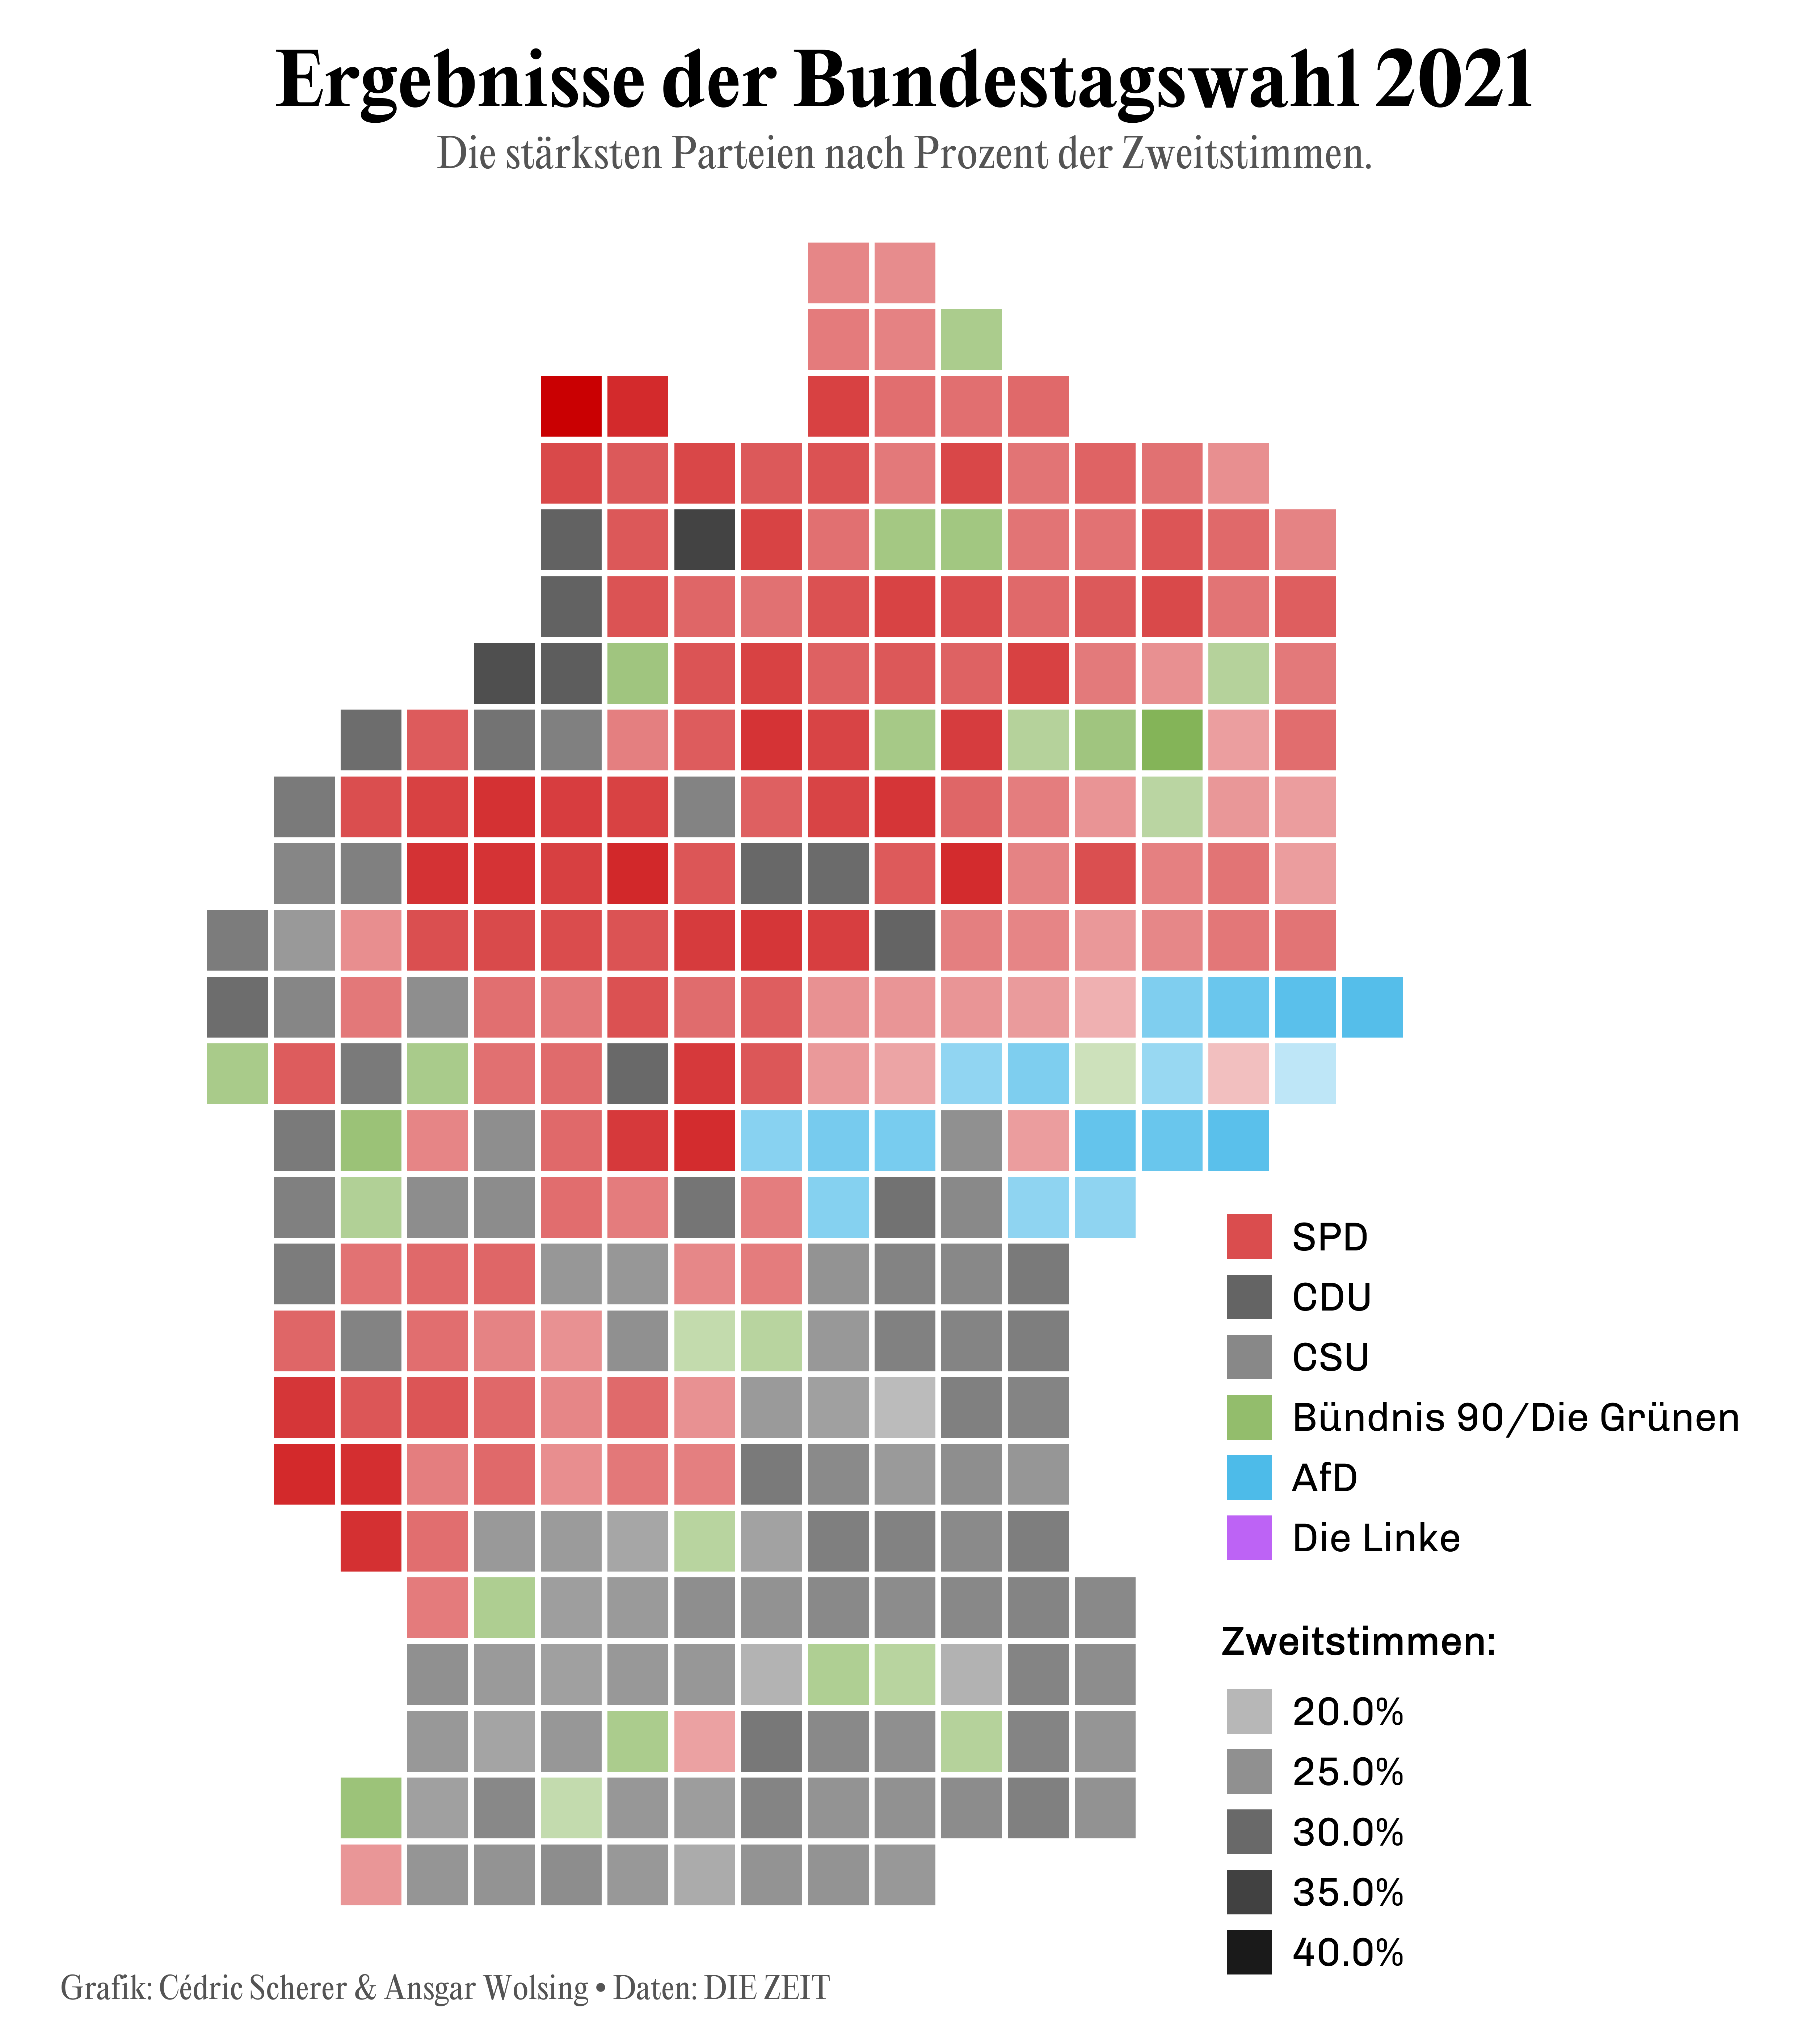 Ergebnisse der Bundestagswahl 2021
Die stärksten Parteien nach Prozent der Zweitstimmen.
SPD
CDU
CSU
Bündnis 90/Die Grünen
AfD
Die Linke
Zweitstimmen:
20.0%
25.0%
30.0%
35.0%
40.0%
Grafik: Cédric Scherer & Ansgar Wolsing • Daten: DIE ZEIT